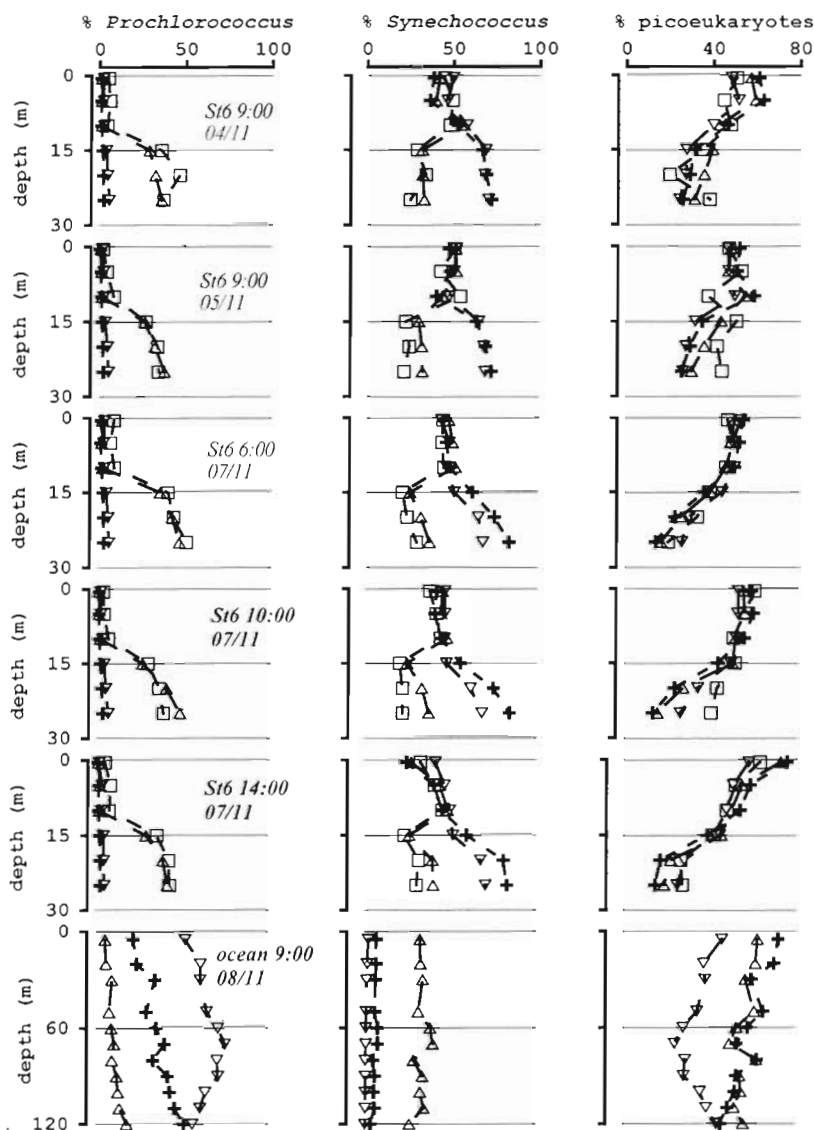 % Prochlorococcus % Synechococcus % picoeukaryotes
0 50 100 0 50 100 0 40 80
depth (m)
0
15
30
St6 9:00
04/11
depth (m)
0
15
30
St6 9:00
05/11
depth (m)
0
15
30
St6 6:00
07/11
depth (m)
0
15
30
St6 10:00
07/11
depth (m)
0
15
30
St6 14:00
07/11
depth (m)
0
60
120
ocean 9:00
08/11